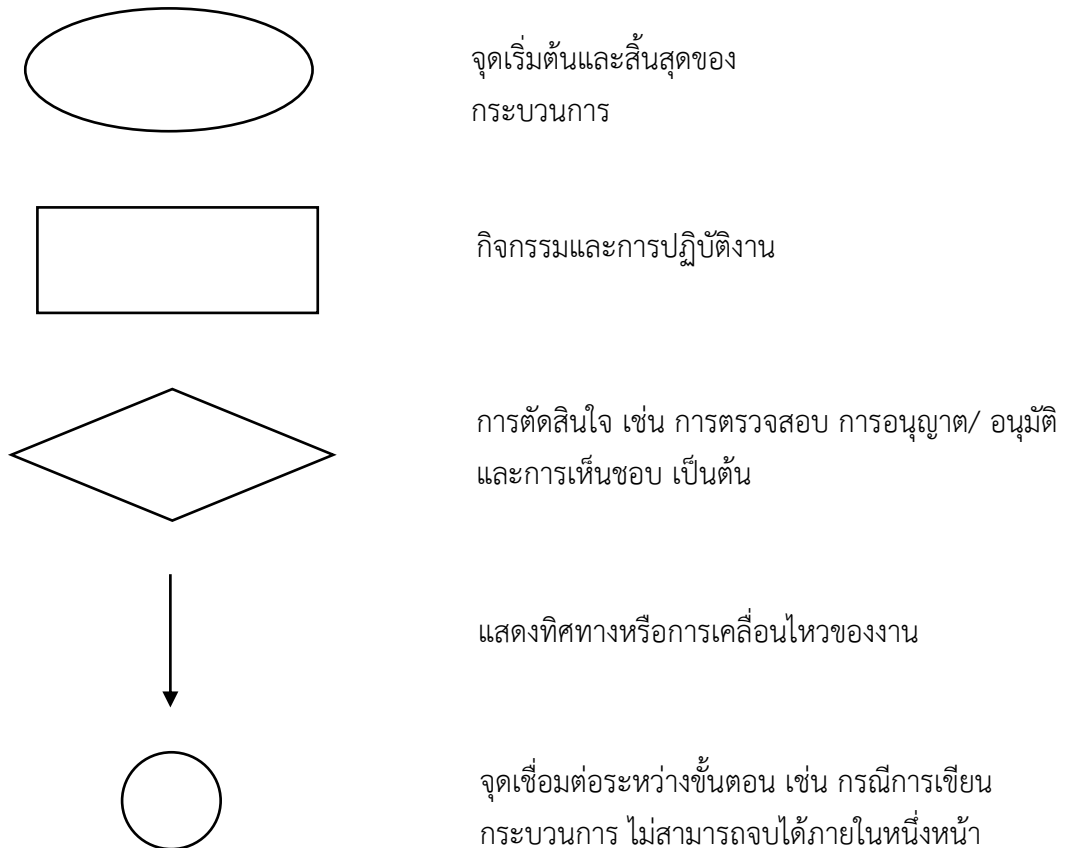 จุดเริ่มต้นและสิ้นสุดของ
กระบวนการ
กิจกรรมและการปฏิบัติงาน
การตัดสินใจ เช่น การตรวจสอบ การอนุญาต/ อนุมัติ
และการเห็นชอบ เป็นต้น
แสดงทิศทางหรือการเคลื่อนไหวของงาน
จุดเชื่อมต่อระหว่างขั้นตอน เช่น กรณีการเขียน
กระบวนการ ไม่สามารถจบได้ภายในหนึ่งหน้า